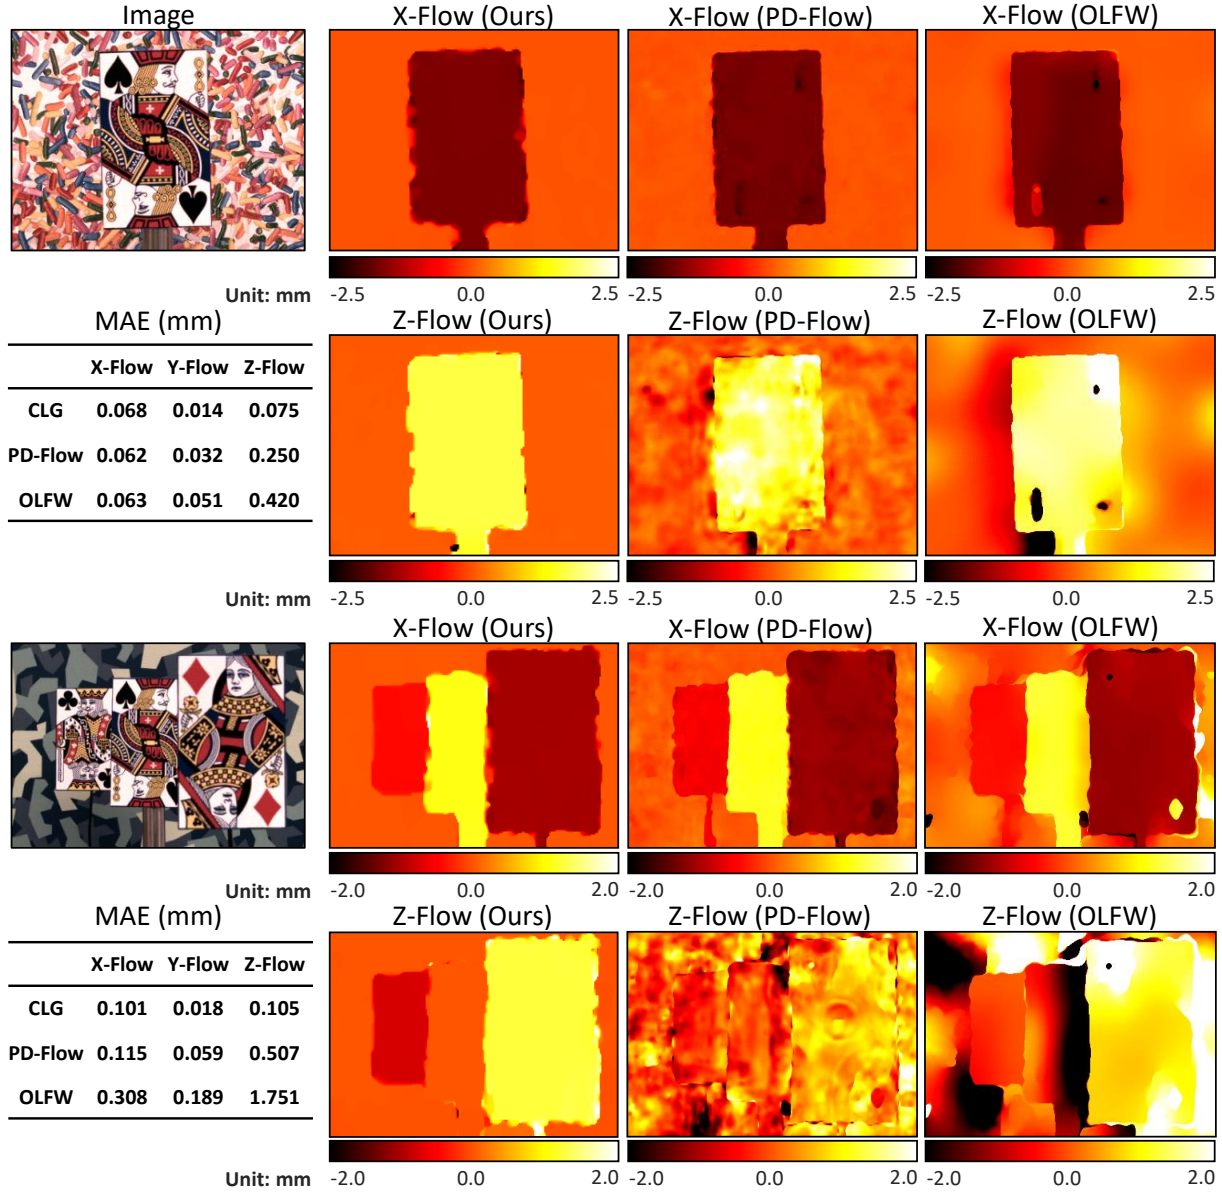 Image X-Flow (Ours) X-Flow (PD-Flow) X-Flow (OLFW)
-2.5 0.0 2.5 -2.5 0.0 2.5 -2.5 0.0 2.5
Unit: mm
MAE (mm) Z-Flow (Ours) Z-Flow (PD-Flow) Z-Flow (OLFW)
X-Flow Y-Flow Z-Flow
CLG 0.068 0.014 0.075
PD-Flow 0.062 0.032 0.250
OLFW 0.063 0.051 0.420
Unit: mm -2.5 0.0 2.5 -2.5 0.0 2.5 -2.5 0.0 2.5
X-Flow (Ours) X-Flow (PD-Flow) X-Flow (OLFW)
Unit: mm -2.0 0.0 2.0 -2.0 0.0 2.0 -2.0 0.0 2.0
MAE (mm) Z-Flow (Ours) Z-Flow (PD-Flow) Z-Flow (OLFW)
X-Flow Y-Flow Z-Flow
CLG 0.101 0.018 0.105
PD-Flow 0.115 0.059 0.507
OLFW 0.308 0.189 1.751
Unit: mm -2.0 0.0 2.0 -2.0 0.0 2.0 -2.0 0.0 2.0